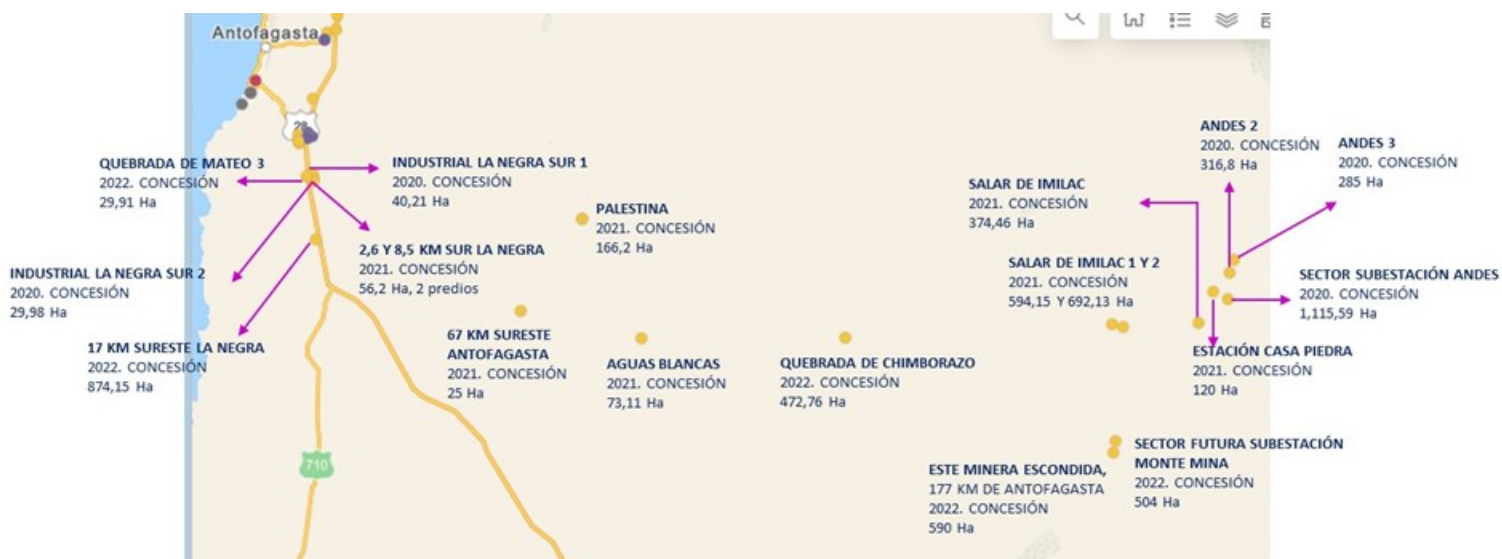 Antofagasta
28
QUEBRADA DE MATEO 3
2022. CONCESIÓN
29,91 Ha
INDUSTRIAL LA NEGRA SUR 1
2020. CONCESIÓN
40,21 Ha
2,6 Y 8,5 KM SUR LA NEGRA
2021. CONCESIÓN
56,2 Ha, 2 predios
INDUSTRIAL LA NEGRA SUR 2
2020. CONCESIÓN
29,98 Ha
17 KM SURESTE LA NEGRA
2022. CONCESIÓN
874,15 Ha
710
PALESTINA
2021. CONCESIÓN
166,2 Ha
67 KM SURESTE
ANTOFAGASTA
2021. CONCESIÓN
25 Ha
AGUAS BLANCAS
2021. CONCESIÓN
73,11 Ha
QUEBRADA DE CHIMBORAZO
2022. CONCESIÓN
472,76 Ha
ANDES 2
2020. CONCESIÓN
316,8 Ha
ANDES 3
2020. CONCESIÓN
285 Ha
SALAR DE IMILAC
2021. CONCESIÓN
374,46 Ha
SALAR DE IMILAC 1 Y 2
2021. CONCESIÓN
594,15 Y 692,13 Ha
SECTOR SUBESTACIÓN ANDES
2020. CONCESIÓN
1,115,59 Ha
ESTACIÓN CASA PIEDRA
2021. CONCESIÓN
120 Ha
SECTOR FUTURA SUBESTACIÓN
MONTE MINA
2022. CONCESIÓN
504 Ha
ESTE MINERA ESCONDIDA,
177 KM DE ANTOFAGASTA
2022. CONCESIÓN
590 Ha